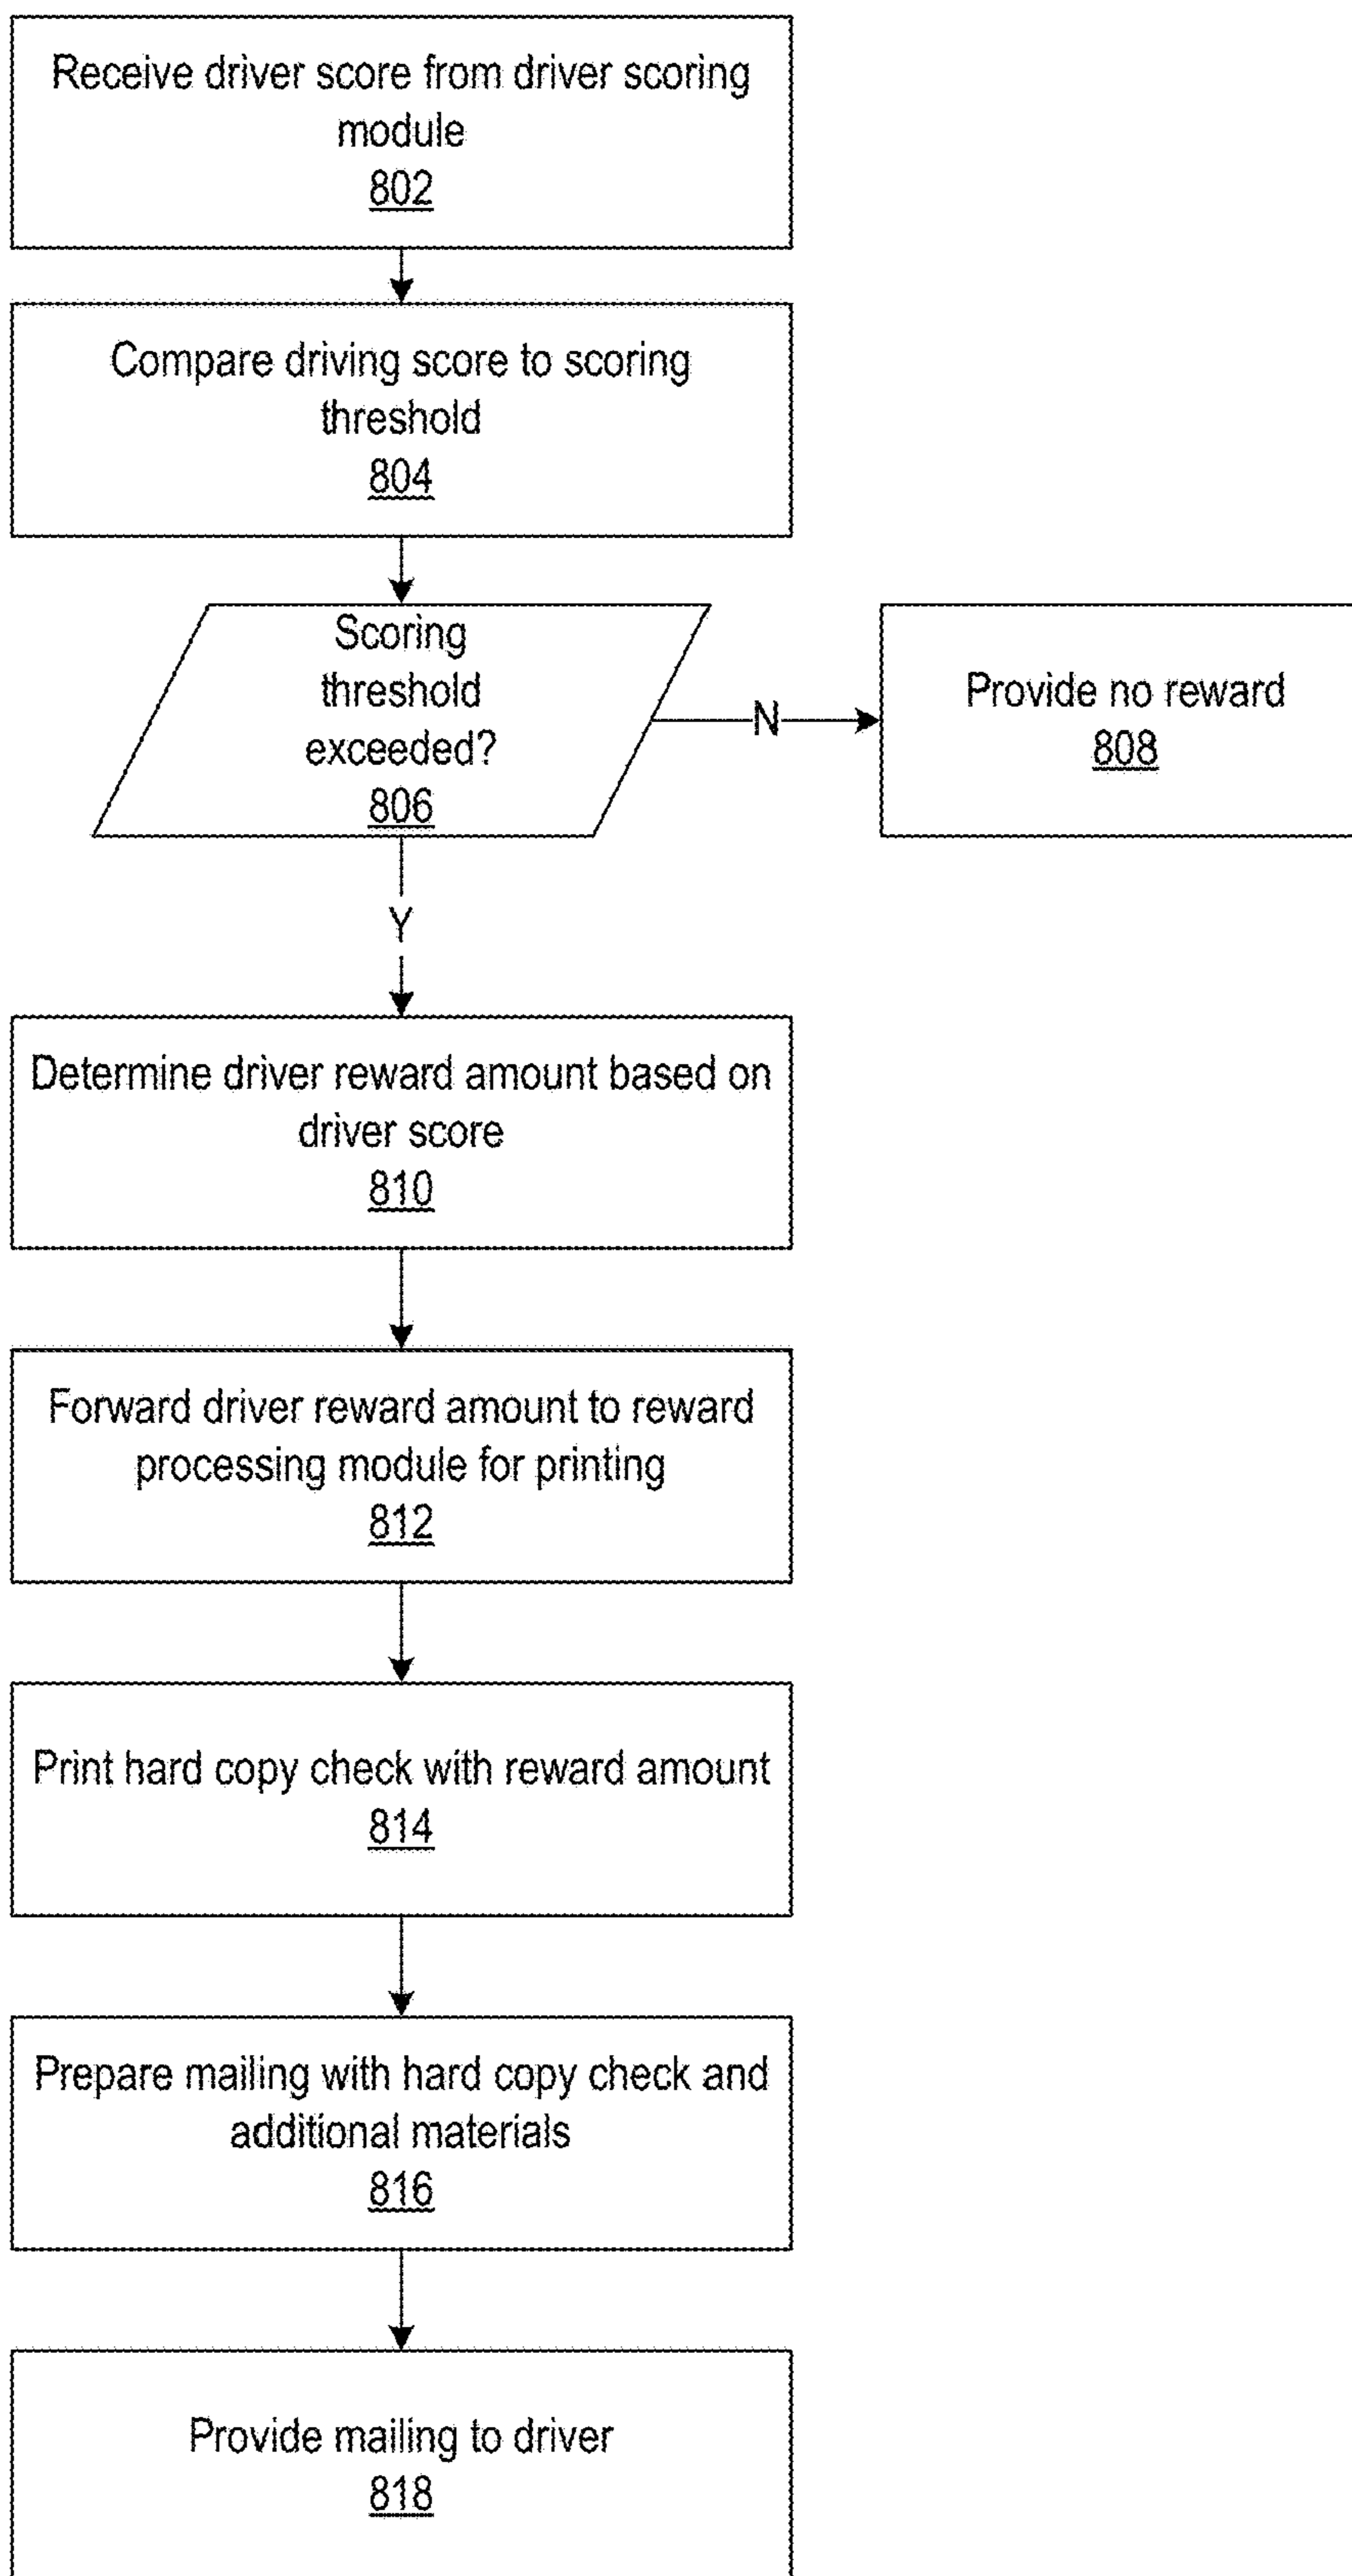 Receive driver score from driver scoring
module
802
Compare driving score to scoring
threshold
804
Scoring
threshold
exceeded?
806
N
Provide no reward
808
Y
Determine driver reward amount based on
driver score
810
Forward driver reward amount to reward
processing module for printing
812
Print hard copy check with reward amount
814
Prepare mailing with hard copy check and
additional materials
816
Provide mailing to driver
818